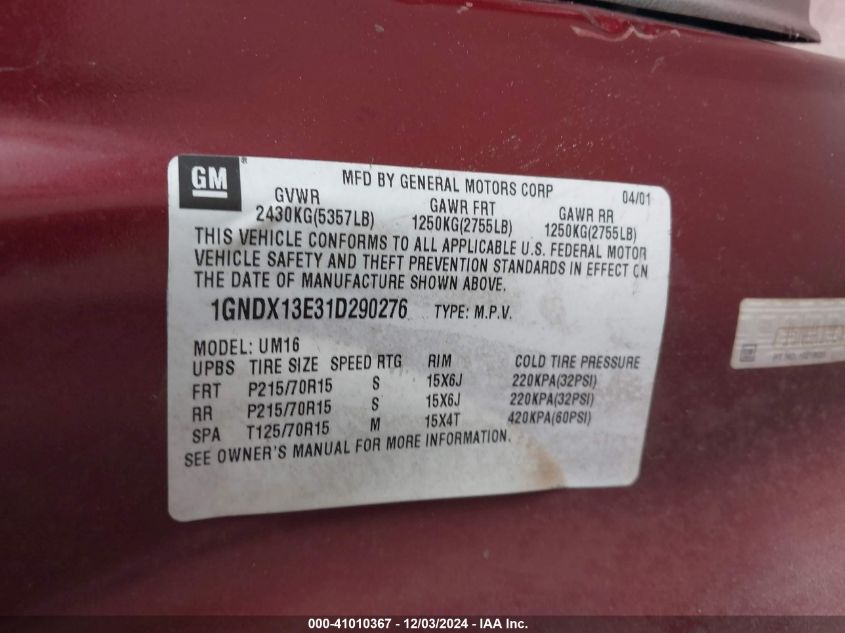 GM ®
MFD BY GENERAL MOTORS CORP 04/01
GVWR GAWR FRT GAWR RR
2430KG(5357LB) 1250KG(2755LB) 1250KG(2755LB)
THIS VEHICLE CONFORMS TO ALL APPLICABLE U.S. FEDERAL MOTOR
VEHICLE SAFETY AND THEFT PREVENTION STANDARDS IN EFFECT ON
THE DATE OF MANUFACTURE SHOWN ABOVE.
1GNDX13E31D290276 TYPE: M.P.V.
MODEL: UM16
UPBS TIRE SIZE SPEED RTG RIM COLD TIRE PRESSURE
FRT P215/70R15 S 15X6J 220KPA(32PSI)
RR P215/70R15 S 15X6J 220KPA(32PSI)
SPA T125/70R15 M 15X4T 420KPA(60PSI)
SEE OWNER'S MANUAL FOR MORE INFORMATION.
GM
000-41010367 - 12/03/2024 - IAA Inc.